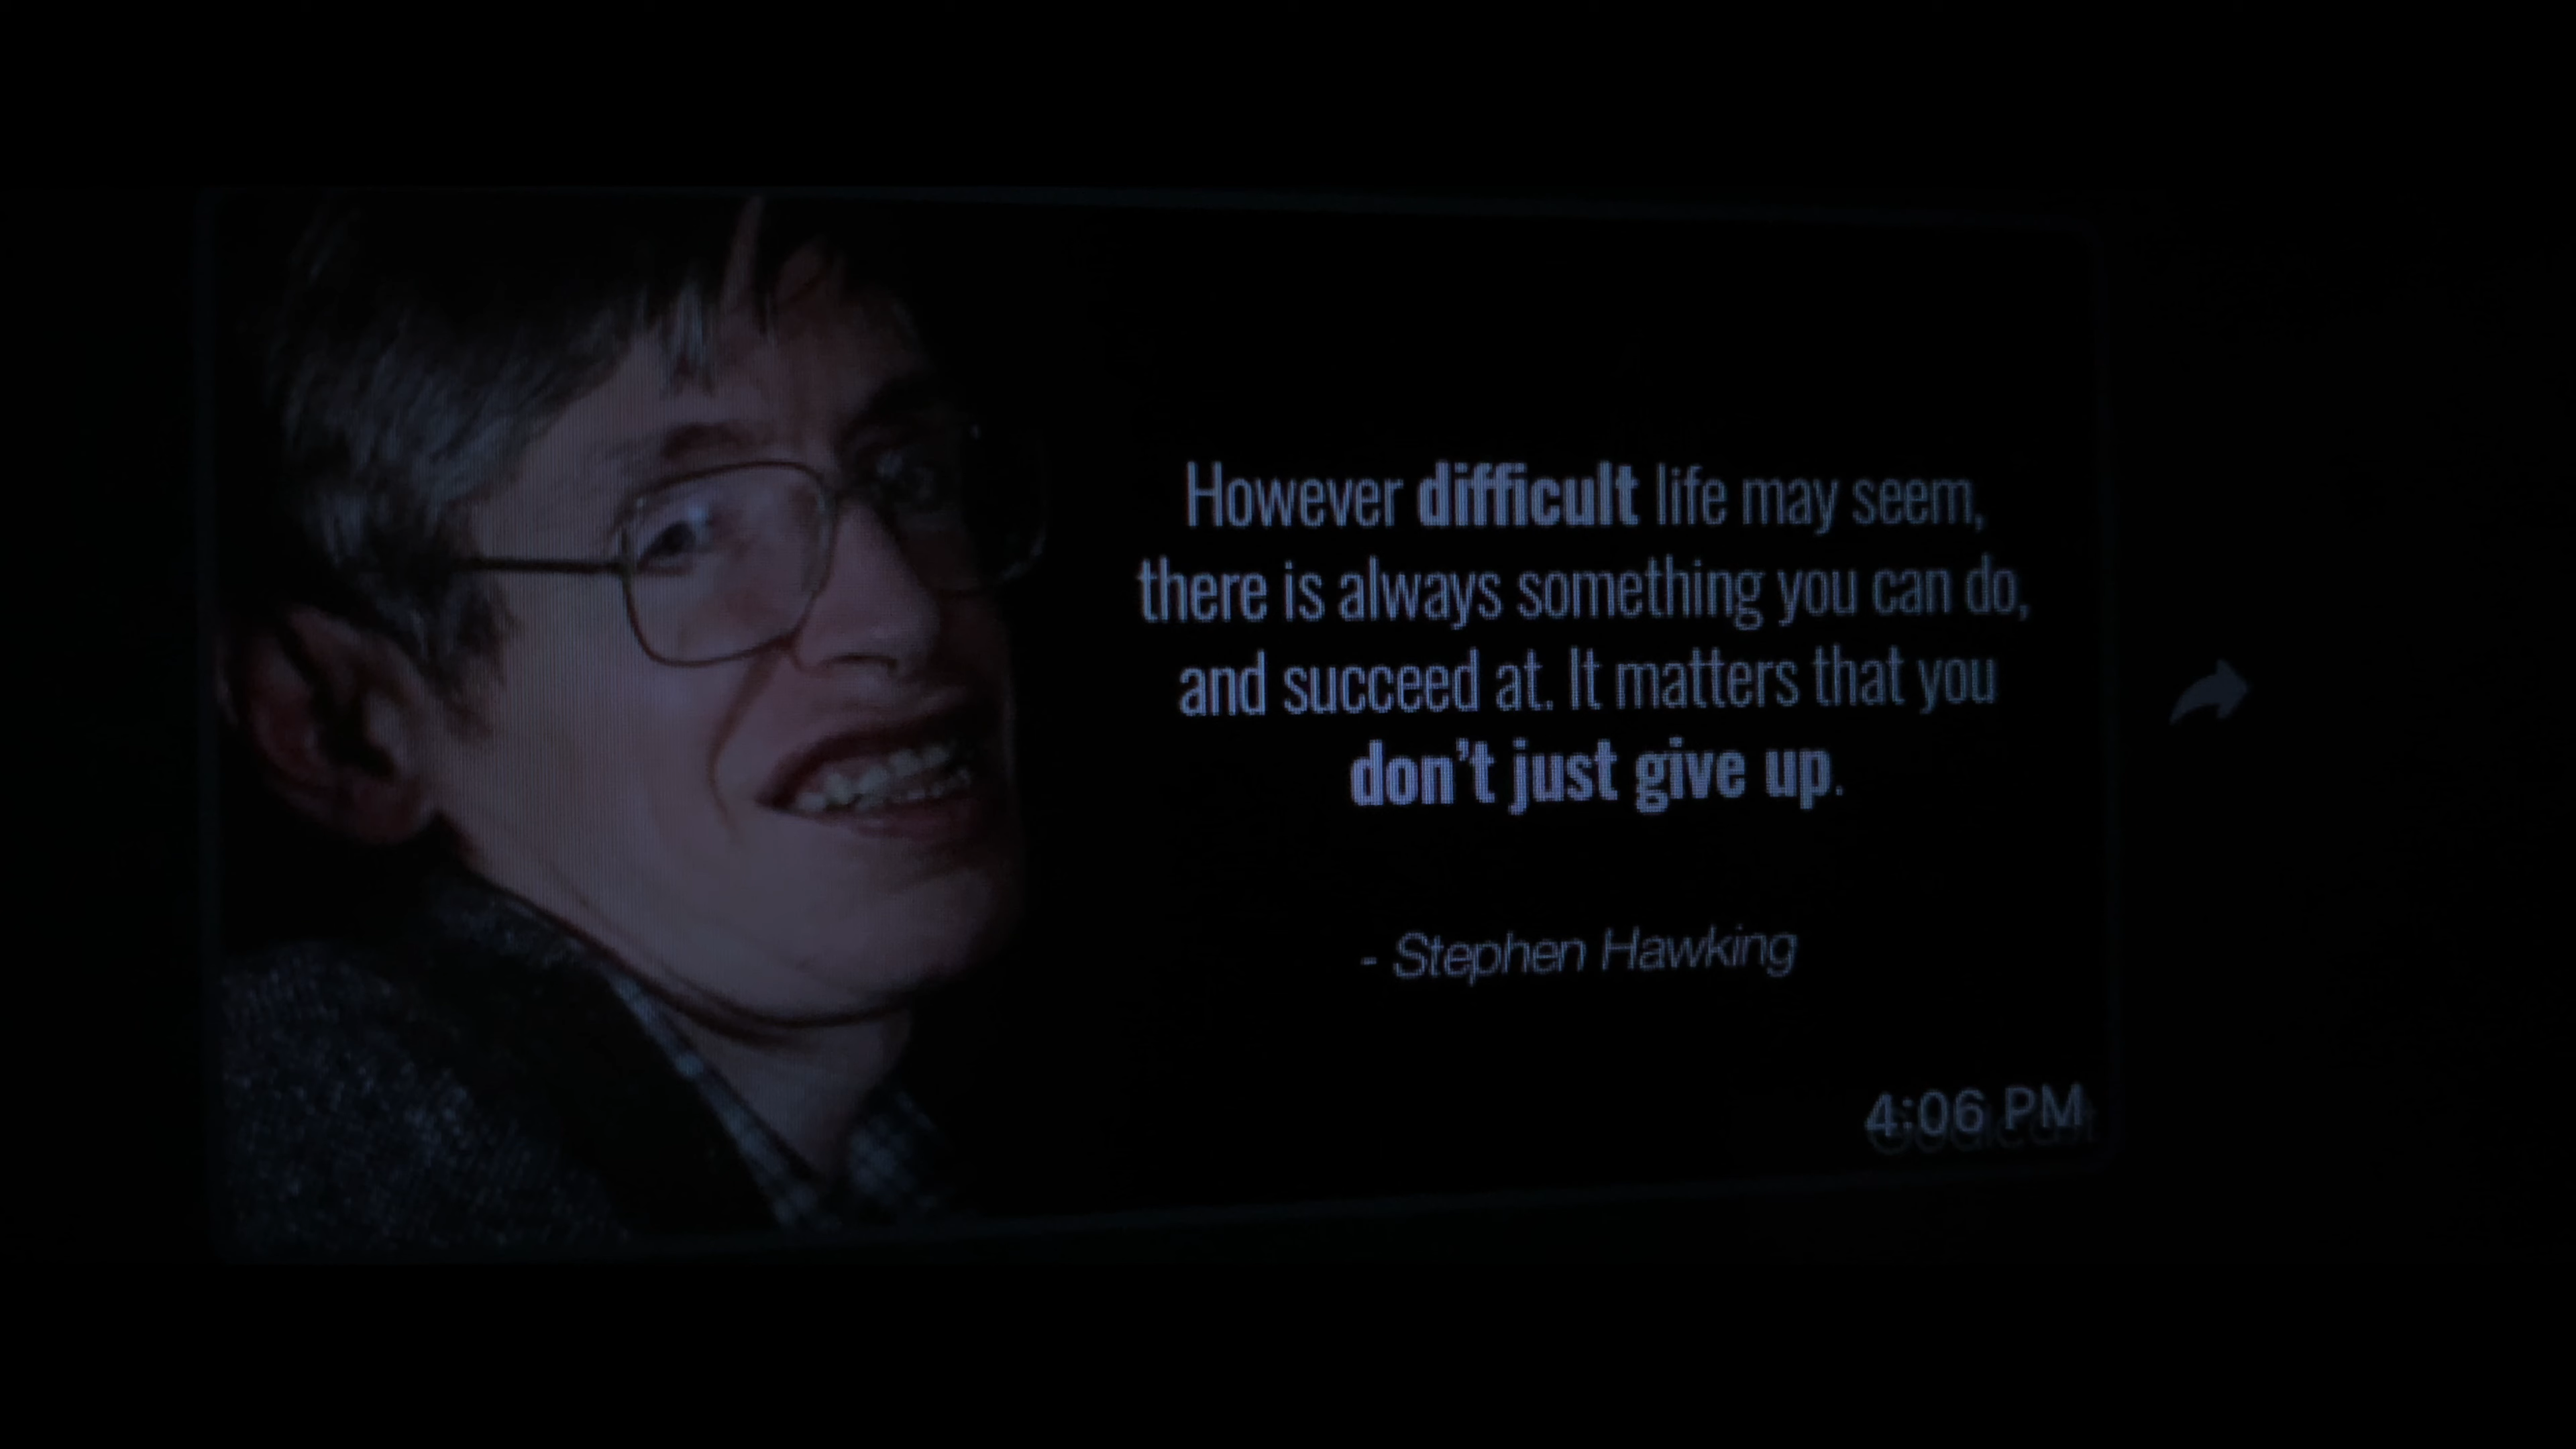 However difficult life may seem,
there is always something you can do,
and succeed at. It matters that you
don't just give up.
- Stephen Hawking
4:06 PM